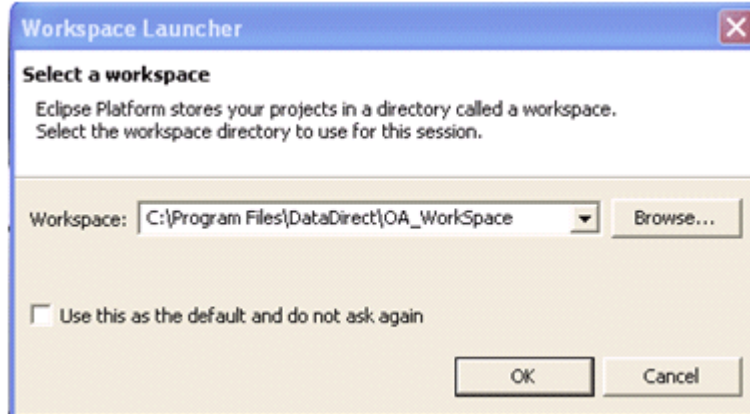 Workspace Launcher
Select a workspace
Eclipse Platform stores your projects in a directory called a workspace.
Select the workspace directory to use for this session.
Workspace: C:\Program Files\DataDirect\OA_WorkSpace Browse...
Use this as the default and do not ask again
OK Cancel